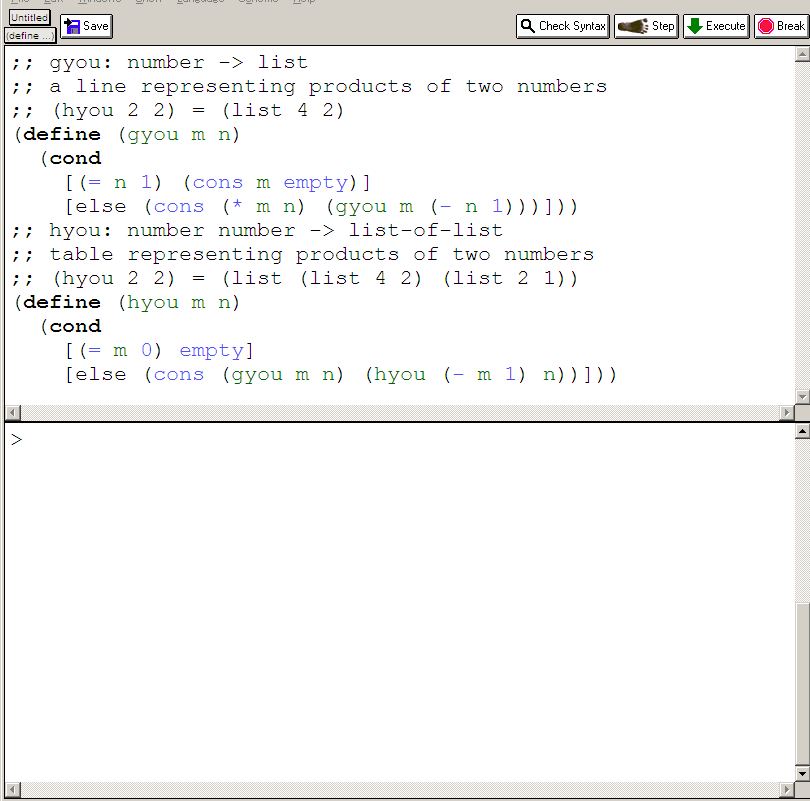 Untitled
(define ...)
Save
Check Syntax
Step
Execute
Break
;; gyou: number -> list
;; a line representing products of two numbers
;; (hyou 2 2) = (list 4 2)
(define (gyou m n)
(cond
[(= n 1) (cons m empty)]
[else (cons (* m n) (gyou m (- n 1)))]))
;; hyou: number number -> list-of-list
;; table representing products of two numbers
;; (hyou 2 2) = (list (list 4 2) (list 2 1))
(define (hyou m n)
(cond
[(= m 0) empty]
[else (cons (gyou m n) (hyou (- m 1) n))]))
>